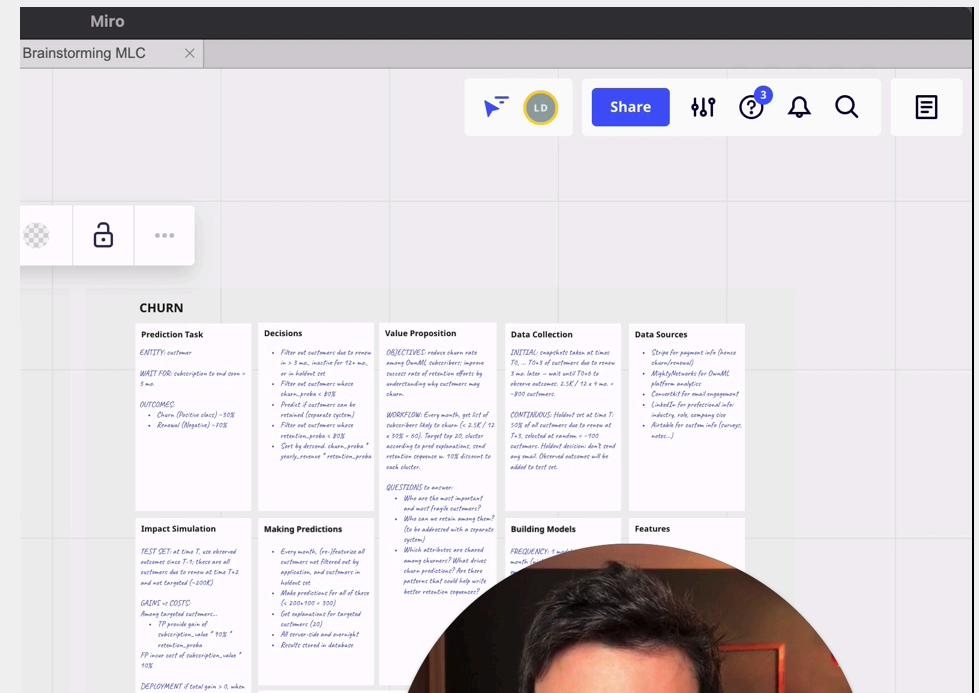 Miro
Brainstorming MLC
LD
Share
3
CHURN
Prediction Task
ENTITY: customer
WAIT FOR: subscription to end soon =
3 mo.
OUTCOMES:
Churn (Positive class) ~30%
Renewal (Negative) ~70%
Decisions
Filter out customers due to renew
in > 3 mo., inactive for 12+ mo.,
or in holdout set
Filter out customers whose
churn_proba < 80%
Predict if customers can be
retained (separate system)
Filter out customers whose
retention_proba < 80%
Sort by descend. churn_proba *
yearly_revenue * retention_proba
Value Proposition
OBJECTIVES: reduce churn rate
among OwnML subscribers; improve
success rate of retention efforts by
understanding why customers may
churn.
WORKFLOW: Every month, get list of
subscribers likely to churn (< 2.5K / 12
x 30% = 60). Target top 20, cluster
according to pred explanations, send
retention sequence w. 10% discount to
each cluster.
QUESTIONS to answer:
Who are the most important
and most fragile customers?
Who can we retain among them?
(to be addressed with a separate
system)
Which attributes are shared
among churners? What drives
churn predictions? Are there
patterns that could help write
better retention sequences?
Data Collection
INITIAL: snapshots taken at times
T0, ... T0+3 of customers due to renew
3 mo. later — wait until T0+6 to
observe outcomes. 2.5K / 12 x 4 mo. =
~800 customers.
CONTINUOUS: Holdout set at time T:
50% of all customers due to renew at
T+3, selected at random = ~100
customers. Holdout decision: don't send
any email. Observed outcomes will be
added to test set.
Data Sources
Stripe for payment info (hence
churn/renewal)
MightyNetworks for OwnML
platform analytics
Convertkit for email engagement
LinkedIn for professional info:
industry, role, company size
Airtable for custom info (surveys,
notes...)
Impact Simulation
TEST SET: at time T, use observed
outcomes since T-1; these are all
customers due to renew at time T+2
and not targeted (~200K)
GAINS vs COSTS:
Among targeted customers...
TP provide gain of
subscription_value * 90% *
retention_proba
FP incur cost of subscription_value *
10%
DEPLOYMENT if total gain > 0, when
Making Predictions
Every month, (re-)featurize all
customers not filtered out by
application, and customers in
holdout set
Make predictions for all of these
(< 200+100 = 300)
Get explanations for targeted
customers (20)
All server-side and overnight
Results stored in database
Building Models
FREQUENCY: 1
month
Features